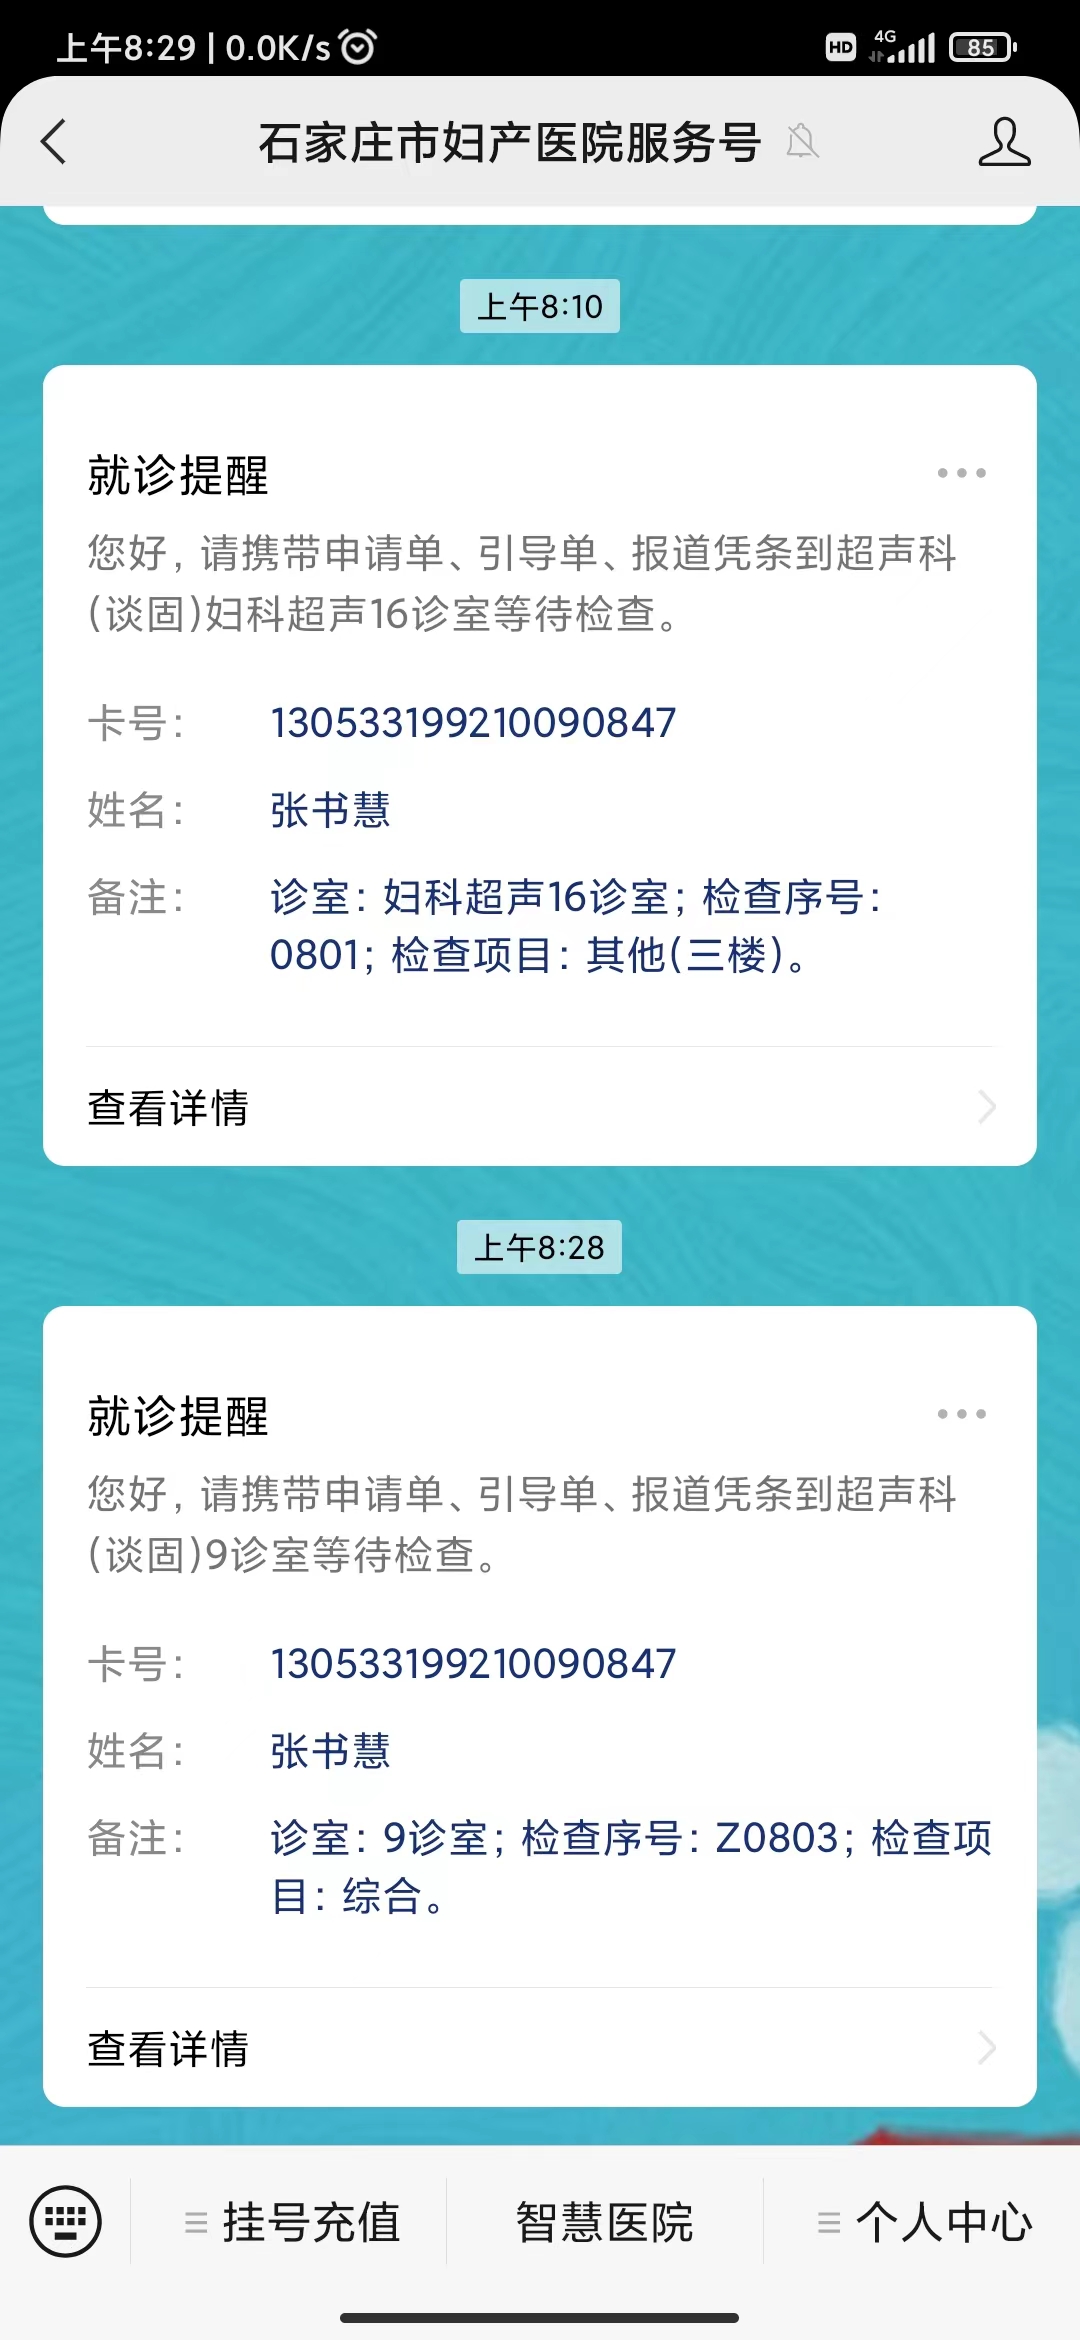 上午8:29 | 0.0K/s
HD 4G 85
石家庄市妇产医院服务号
上午8:10
就诊提醒
您好, 请携带申请单、引导单、报道凭条到超声科
(谈固)妇科超声16诊室等待检查。
卡号: 130533199210090847
姓名: 张书慧
备注: 诊室: 妇科超声16诊室; 检查序号:
0801; 检查项目: 其他(三楼)。
查看详情
上午8:28
就诊提醒
您好, 请携带申请单、引导单、报道凭条到超声科
(谈固)9诊室等待检查。
卡号: 130533199210090847
姓名: 张书慧
备注: 诊室: 9诊室; 检查序号: Z0803; 检查项
目: 综合。
查看详情
挂号充值 智慧医院 个人中心